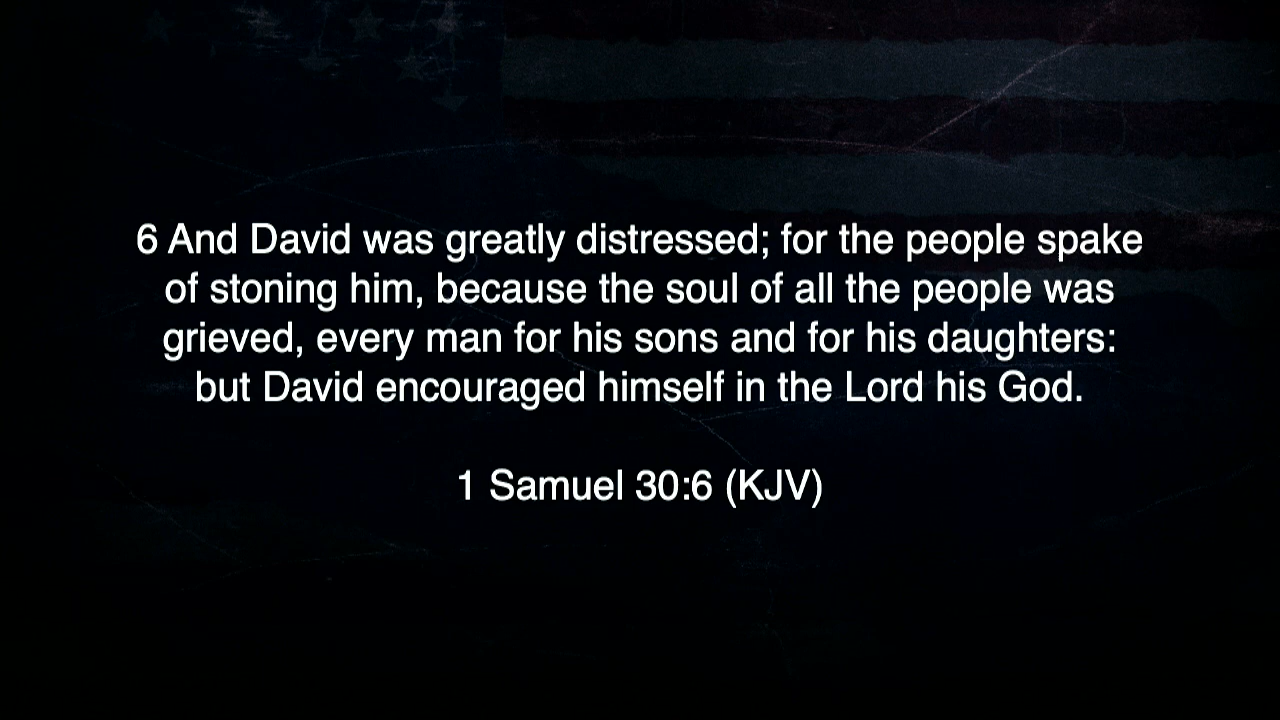 6 And David was greatly distressed; for the people spake
of stoning him, because the soul of all the people was
grieved, every man for his sons and for his daughters:
but David encouraged himself in the Lord his God.
1 Samuel 30:6 (KJV)